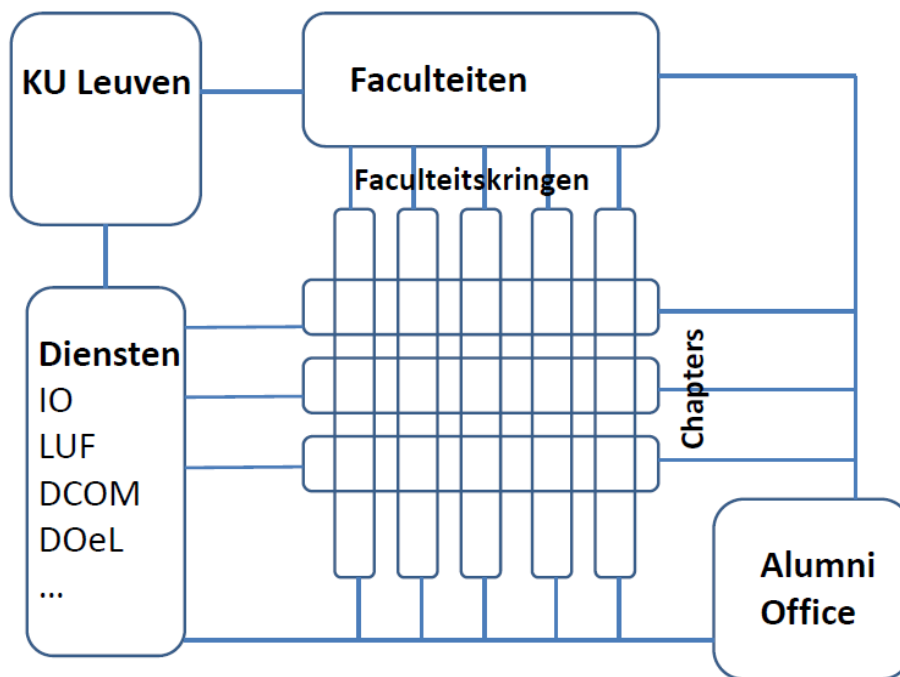 KU Leuven
Faculteiten
Faculteitskringen
Diensten
IO
LUF
DCOM
DOeL
...
Chapters
Alumni
Office